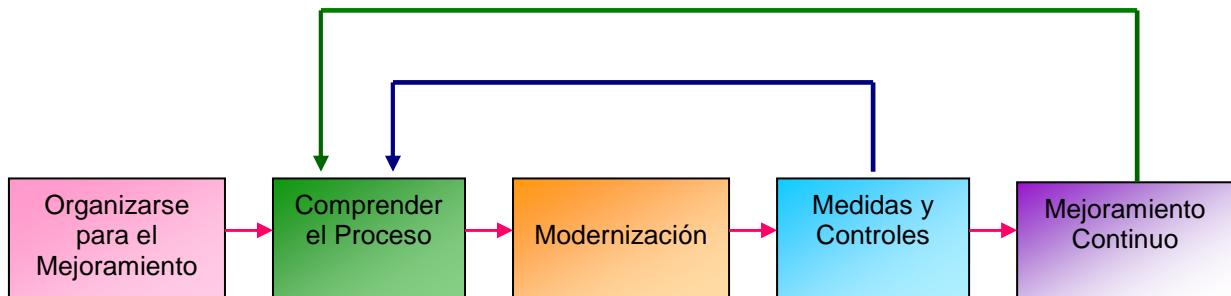 Organizarse
para el
Mejoramiento
Comprender
el Proceso
Modernización
Medidas y
Controles
Mejoramiento
Continuo